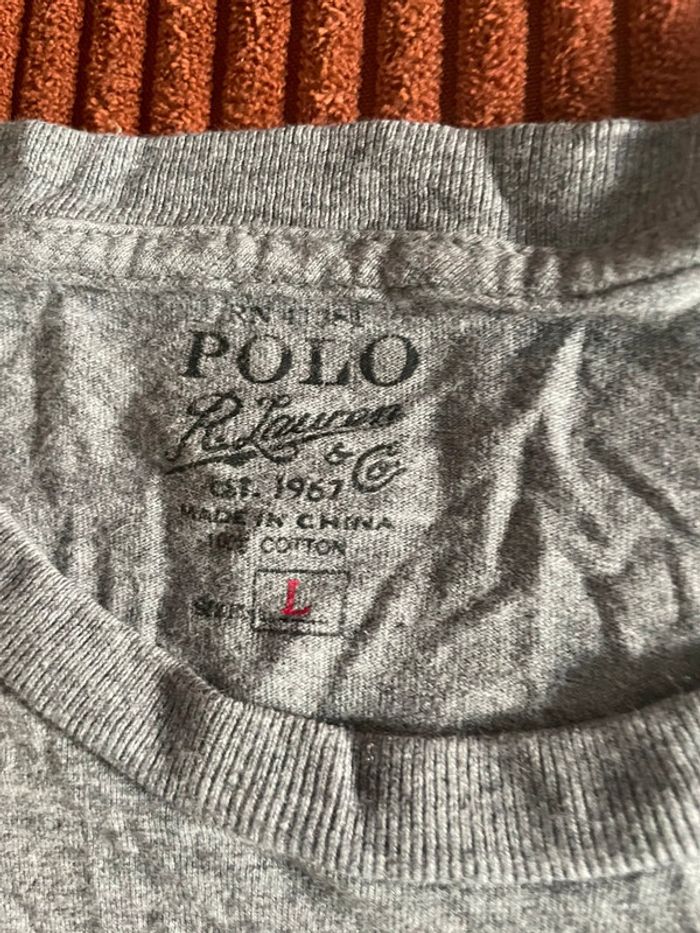 POLO
R. Lauren
& Co
EST. 1967
MADE IN CHINA
100% COTTON
L